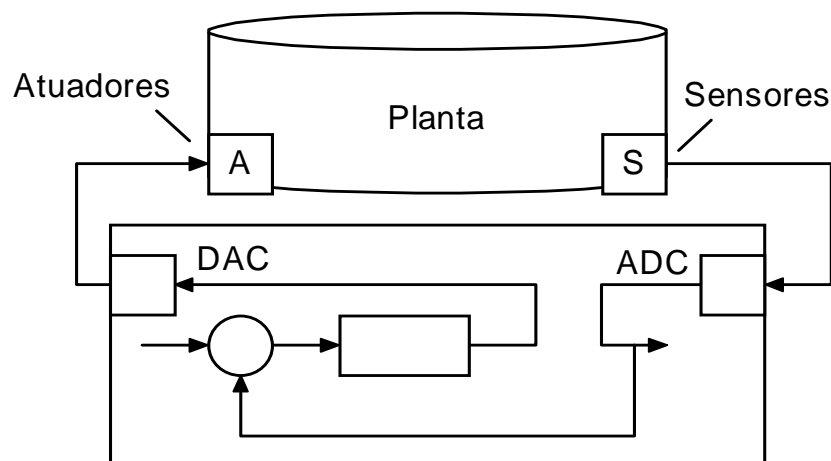 Atuadores
Sensores
Planta
A
S
DAC
ADC